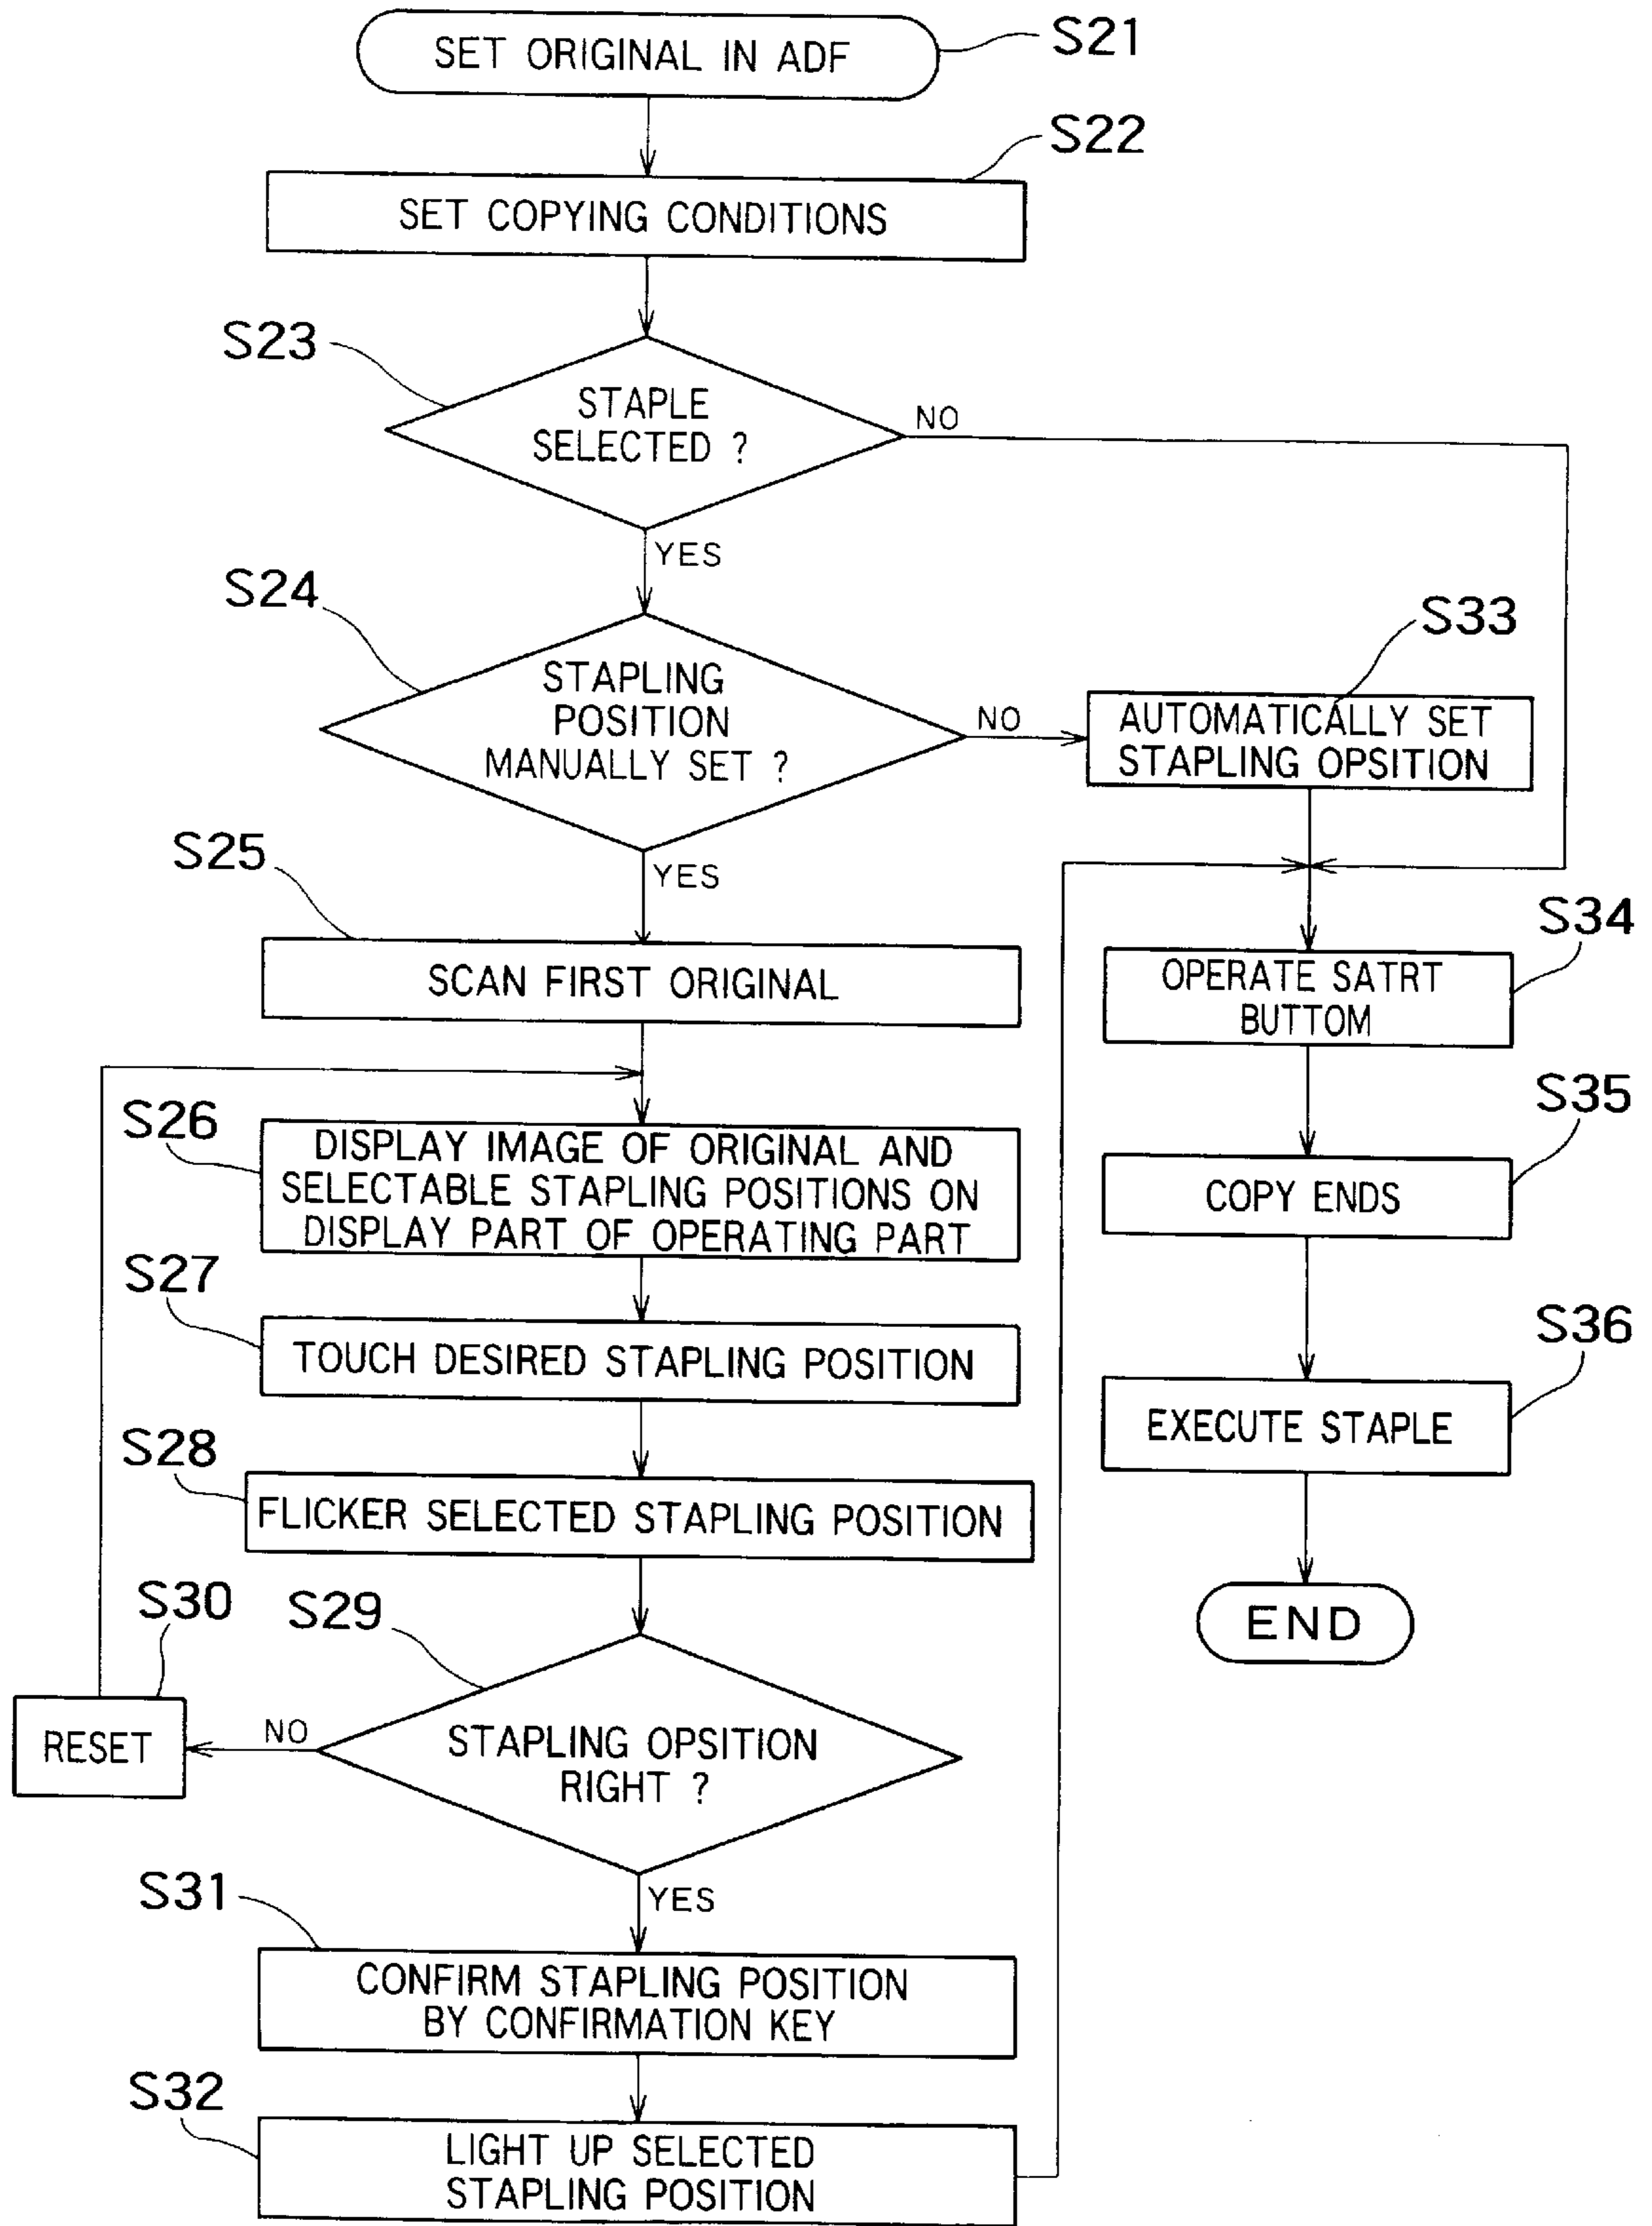 SET ORIGINAL IN ADF
S21
S22
SET COPYING CONDITIONS
S23
STAPLE
SELECTED ?
NO
YES
S24
STAPLING
POSITION
MANUALLY SET ?
NO
S33
AUTOMATICALLY SET
STAPLING OPSITION
YES
S25
SCAN FIRST ORIGINAL
S26
DISPLAY IMAGE OF ORIGINAL AND
SELECTABLE STAPLING POSITIONS ON
DISPLAY PART OF OPERATING PART
S27
TOUCH DESIRED STAPLING POSITION
S28
FLICKER SELECTED STAPLING POSITION
S30
S29
RESET
NO
STAPLING OPSITION
RIGHT ?
YES
S31
CONFIRM STAPLING POSITION
BY CONFIRMATION KEY
S32
LIGHT UP SELECTED
STAPLING POSITION
S34
OPERATE SATRT
BUTTOM
S35
COPY ENDS
S36
EXECUTE STAPLE
END